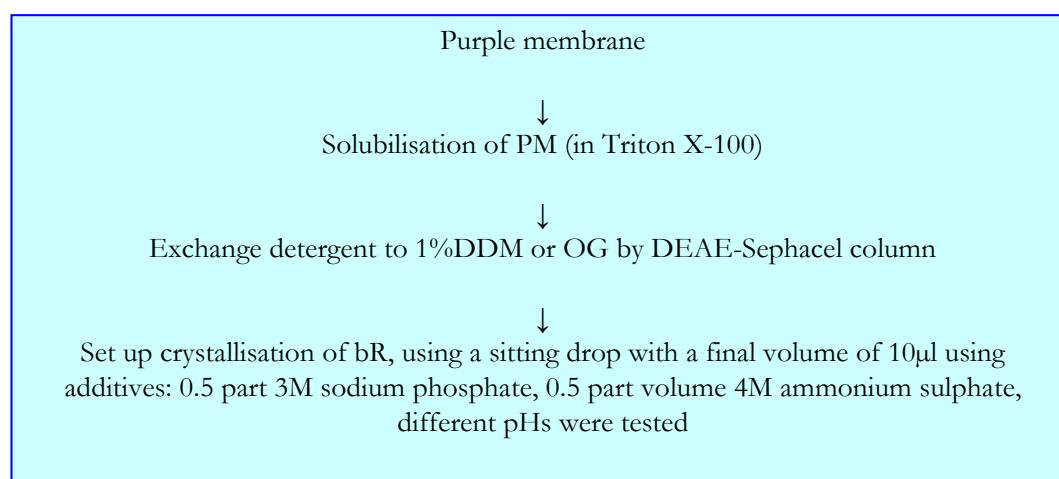 Purple membrane
↓
Solubilisation of PM (in Triton X-100)
↓
Exchange detergent to 1%DDM or OG by DEAE-Sephacel column
↓
Set up crystallisation of bR, using a sitting drop with a final volume of 10μl using
additives: 0.5 part 3M sodium phosphate, 0.5 part volume 4M ammonium sulphate,
different pHs were tested